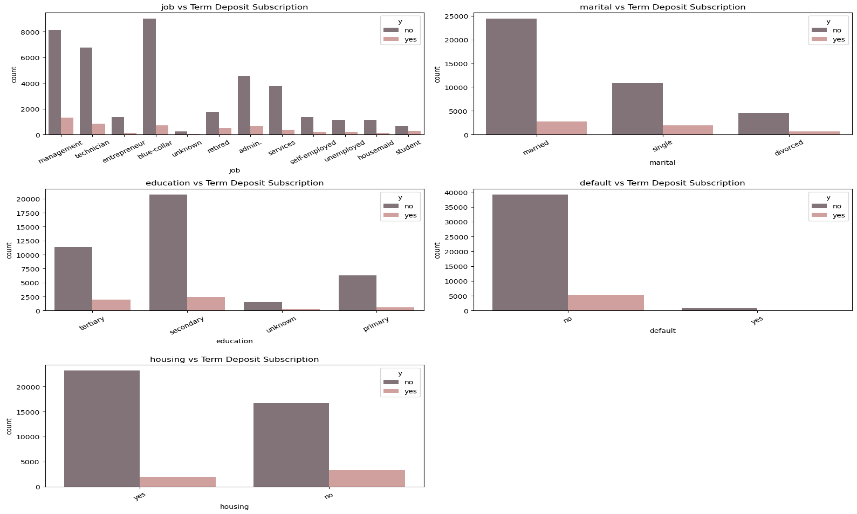 job vs Term Deposit Subscription
count
8000
6000
4000
2000
0
y
no
yes
management
technician
entrepreneur
blue-collar
unknown
retired
admin.
services
self-employed
unemployed
housemaid
student
job
marital vs Term Deposit Subscription
count
25000
20000
15000
10000
5000
0
y
no
yes
married
single
divorced
marital
education vs Term Deposit Subscription
count
20000
17500
15000
12500
10000
7500
5000
2500
0
y
no
yes
tertiary
secondary
unknown
primary
education
default vs Term Deposit Subscription
count
40000
35000
30000
25000
20000
15000
10000
5000
0
y
no
yes
no
yes
default
housing vs Term Deposit Subscription
count
20000
15000
10000
5000
0
y
no
yes
yes
no
housing